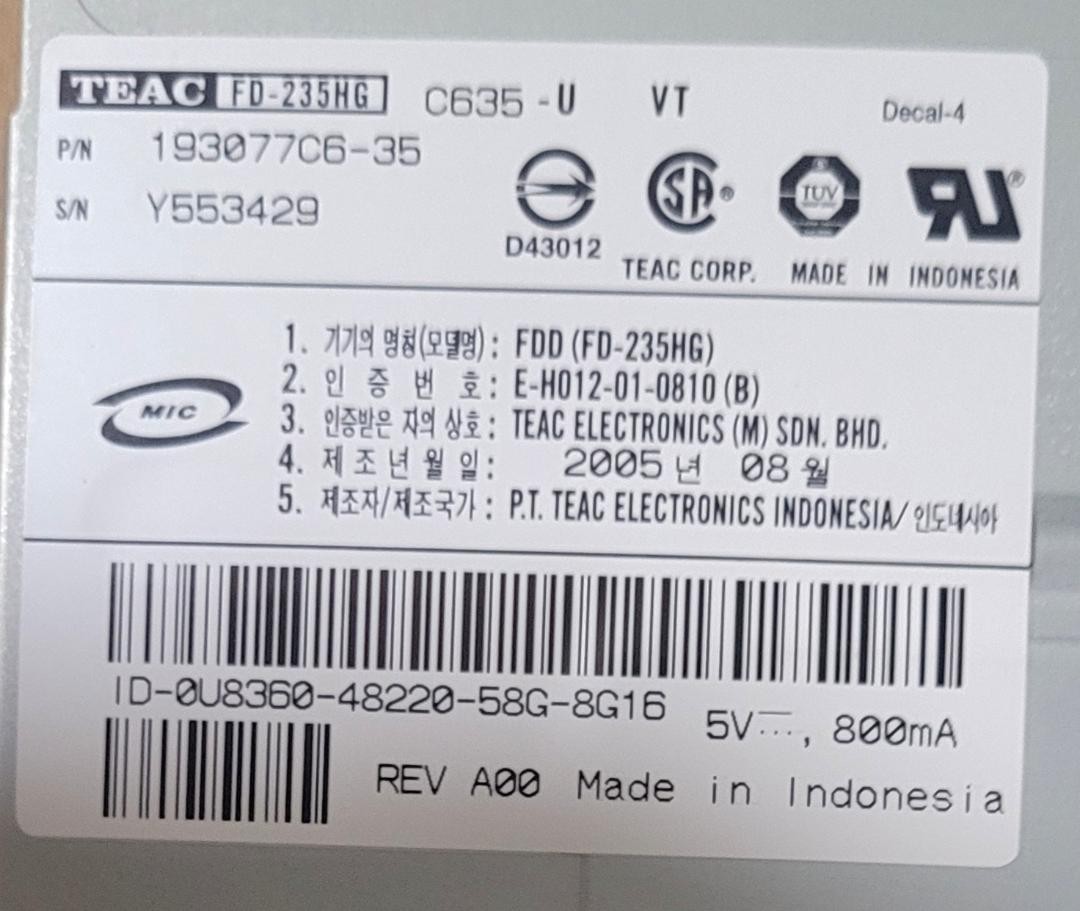 TEAC FD-235HG C635 -U VT Decal-4
P/N 193077C6-35
S/N Y553429
D43012
SA ®
TUV
RU ®
TEAC CORP. MADE IN INDONESIA
MIC
1. 기기의 명칭(모델명) : FDD (FD-235HG)
2. 인 증 번 호 : E-H012-01-0810 (B)
3. 인증받은 자의 상호 : TEAC ELECTRONICS (M) SDN. BHD.
4. 제 조 년 월 일 : 2005 년 08 월
5. 제조자/제조국가 : P.T. TEAC ELECTRONICS INDONESIA/ 인도네시아
ID-0U8360-48220-58G-8G16
5V⎓, 800mA
REV A00 Made in Indonesia